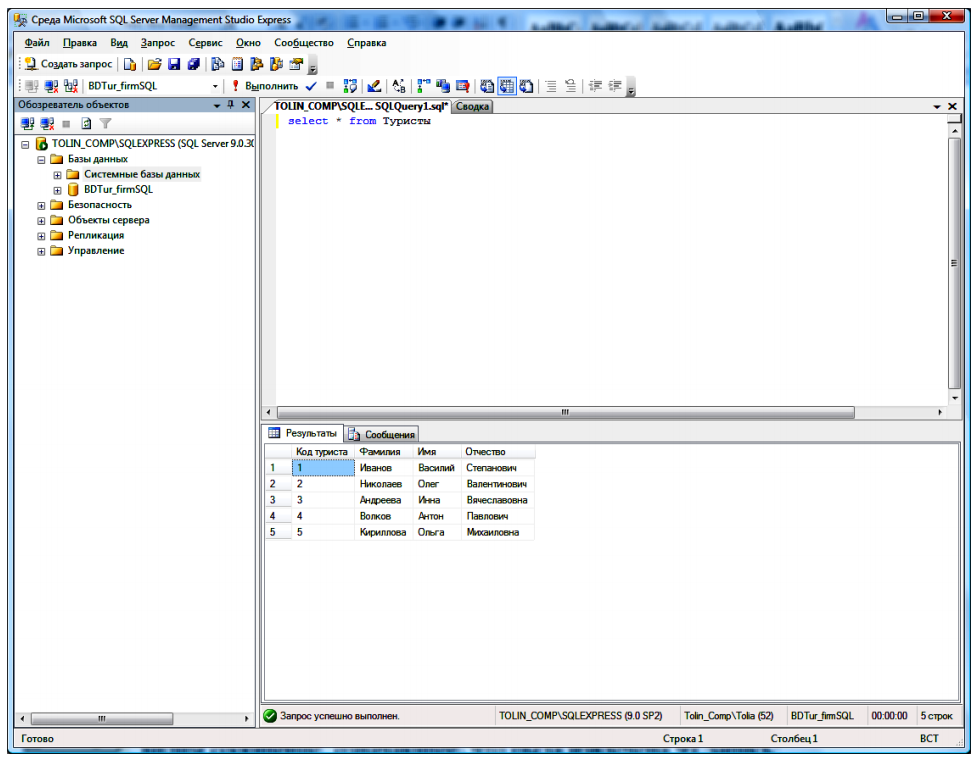 Среда Microsoft SQL Server Management Studio Express
Файл Правка Вид Запрос Сервис Окно Сообщество Справка
Создать запрос
BDTur_firmSQL Выполнить
Обозреватель объектов
TOLIN_COMP\SQLEXPRESS (SQL Server 9.0.30
Базы данных
Системные базы данных
BDTur_firmSQL
Безопасность
Объекты сервера
Репликация
Управление
TOLIN_COMP\SQLE... SQLQuery1.sql* Сводка
select * from Туристы
Результаты Сообщения
Код туриста Фамилия Имя Отчество
1 1 Иванов Василий Степанович
2 2 Николаев Олег Валентинович
3 3 Андреева Инна Вячеславовна
4 4 Волков Антон Павлович
5 5 Кириллова Ольга Михаиловна
Запрос успешно выполнен. TOLIN_COMP\SQLEXPRESS (9.0 SP2) Tolin_Comp\Tolia (52) BDTur_firmSQL 00:00:00 5 строк
Готово Строка 1 Столбец 1 ВСТ